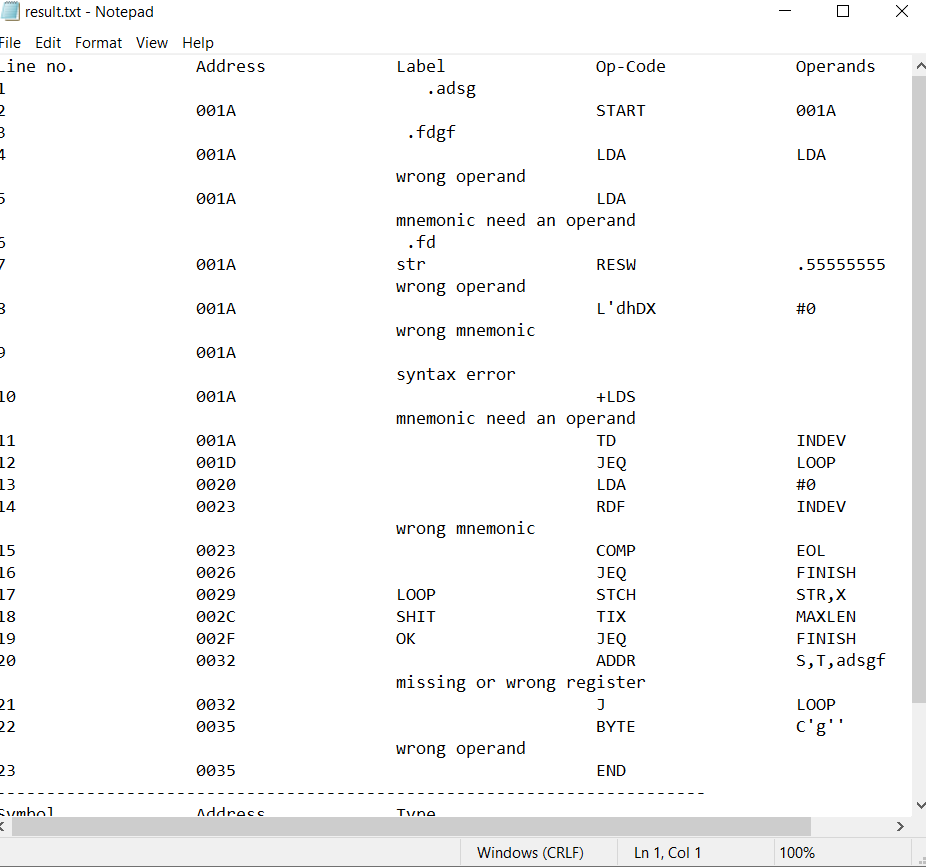 result.txt - Notepad
File Edit Format View Help
Line no. Address Label Op-Code Operands
1 .adsg
2 001A START 001A
3 .fdgf
4 001A LDA LDA
wrong operand
5 001A LDA
mnemonic need an operand
6 .fd
7 001A str RESW .55555555
wrong operand
8 001A L'dhDX #0
wrong mnemonic
9 001A
syntax error
10 001A +LDS
mnemonic need an operand
11 001A TD INDEV
12 001D JEQ LOOP
13 0020 LDA #0
14 0023 RDF INDEV
wrong mnemonic
15 0023 COMP EOL
16 0026 JEQ FINISH
17 0029 LOOP STCH STR,X
18 002C SHIT TIX MAXLEN
19 002F OK JEQ FINISH
20 0032 ADDR S,T,adsgf
missing or wrong register
21 0032 J LOOP
22 0035 BYTE C'g''
wrong operand
23 0035 END
-----------------------------------------------------------------------
Symbol Address Type
Windows (CRLF) Ln 1, Col 1 100%